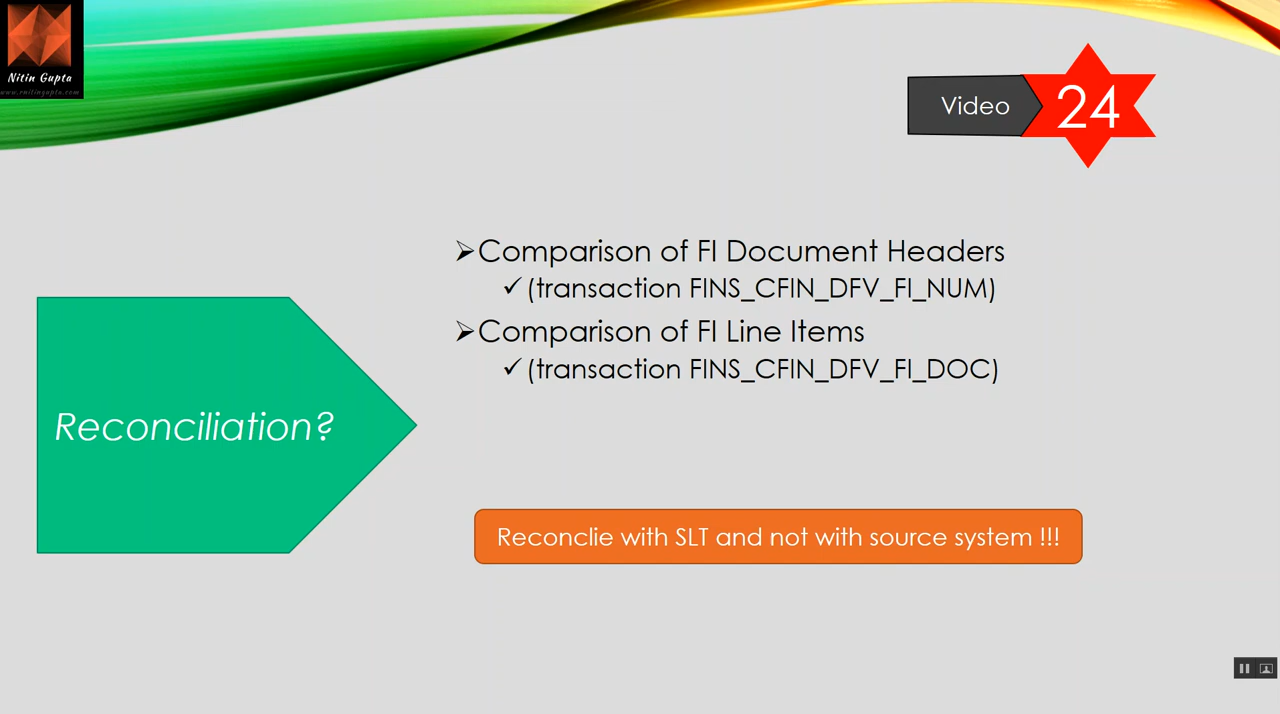 Nitin Gupta
Video 24
➢Comparison of FI Document Headers
✓(transaction FINS_CFIN_DFV_FI_NUM)
➢Comparison of FI Line Items
✓(transaction FINS_CFIN_DFV_FI_DOC)
Reconciliation?
Reconclie with SLT and not with source system !!!